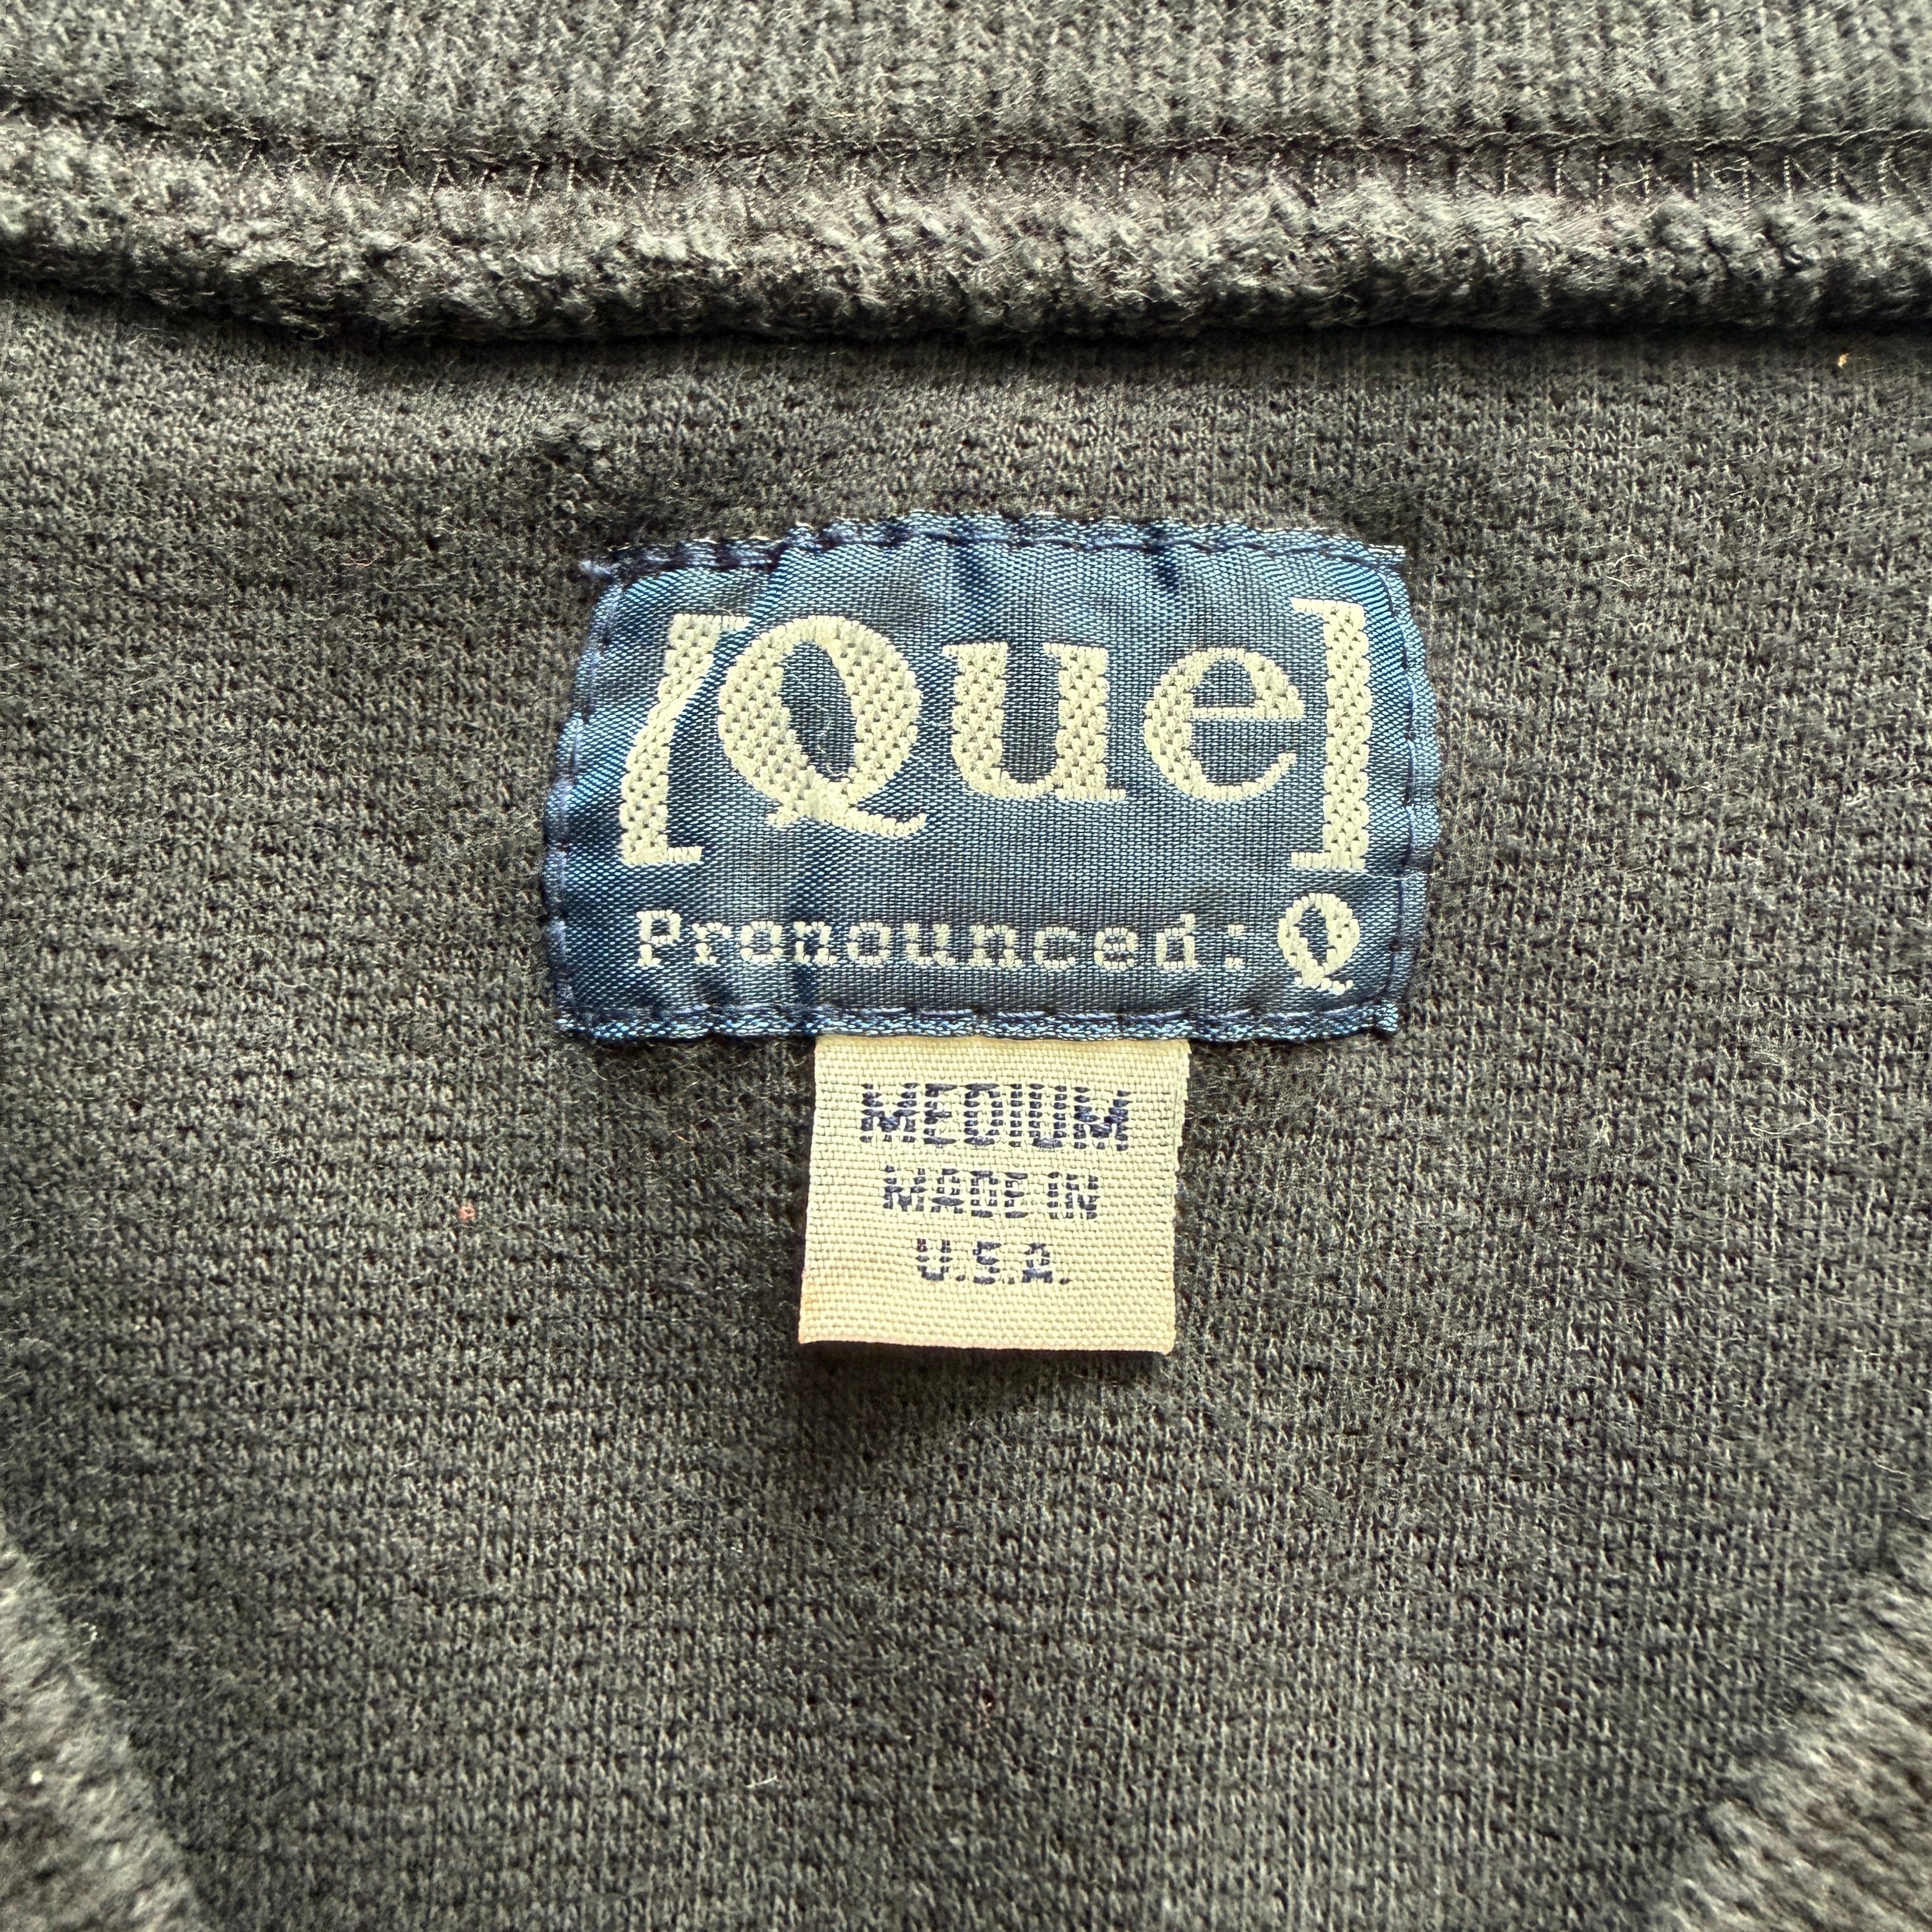 [Que]
Pronounced: Q
MEDIUM
MADE IN
U.S.A.